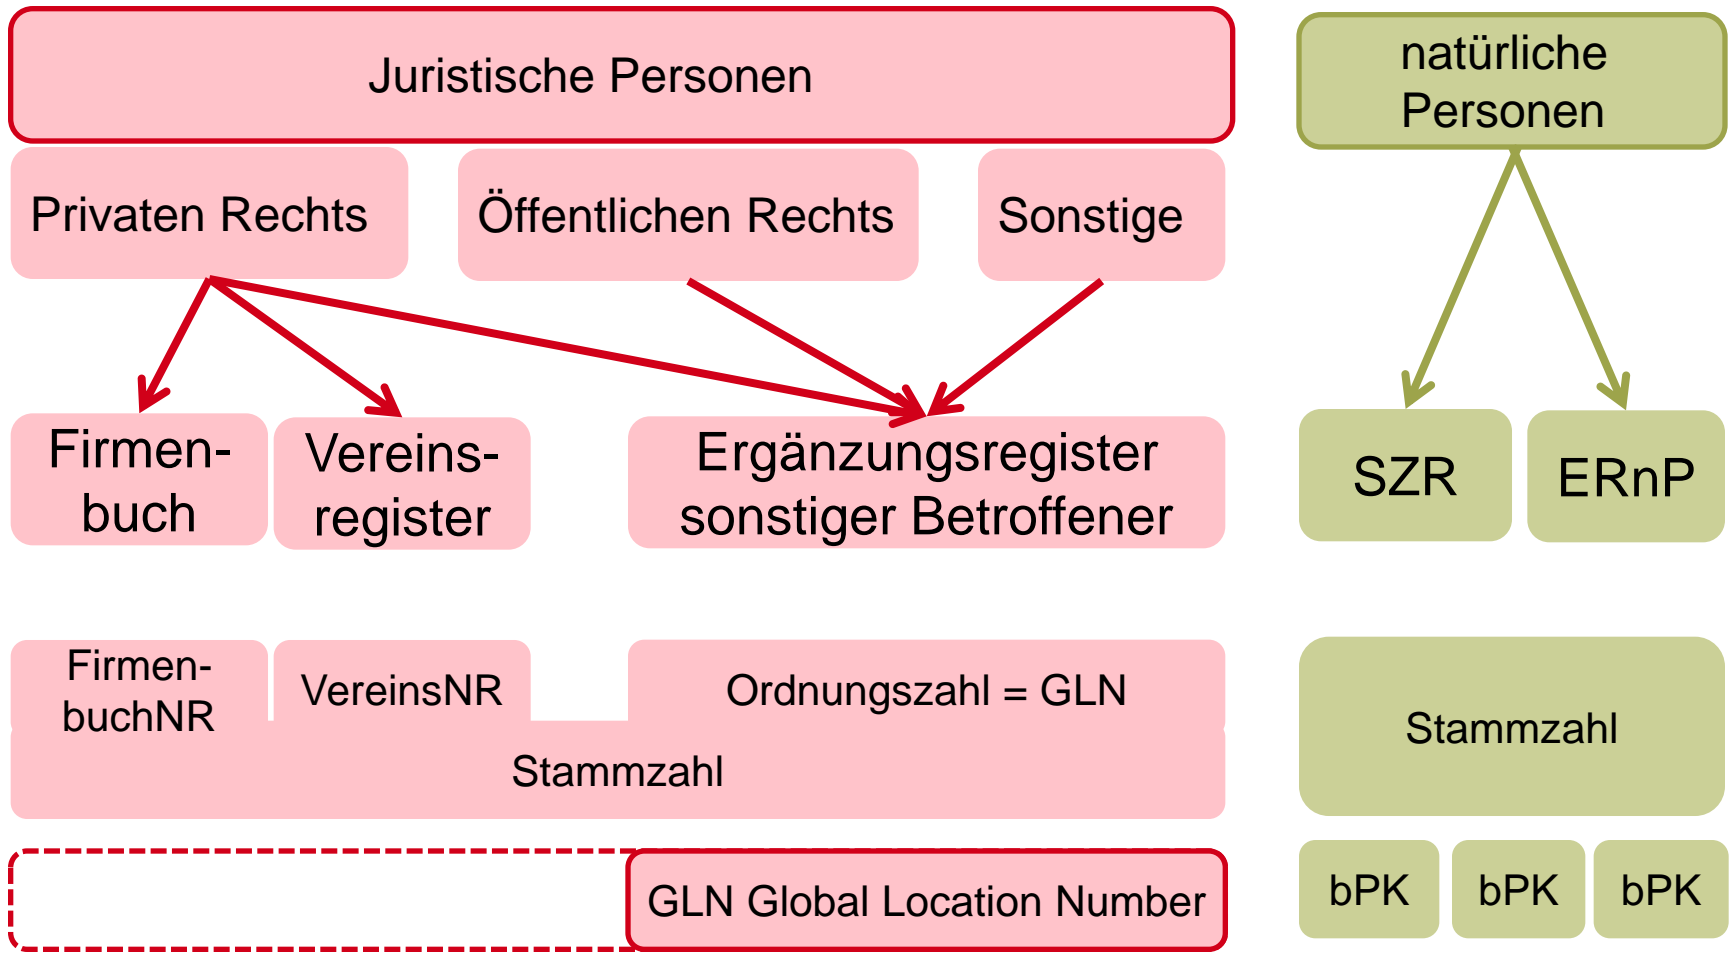 Juristische Personen
natürliche
Personen
Privaten Rechts
Öffentlichen Rechts
Sonstige
Firmen-
buch
Vereins-
register
Ergänzungsregister
sonstiger Betroffener
SZR
ERnP
Firmen-
buchNR
VereinsNR
Ordnungszahl = GLN
Stammzahl
Stammzahl
GLN Global Location Number
bPK
bPK
bPK